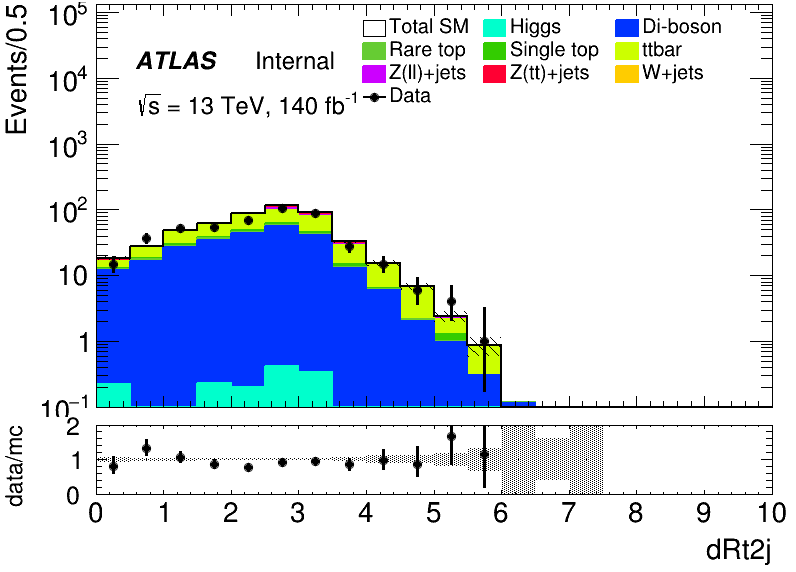 Events/0.5
10^5
10^4
10^3
10^2
10
1
10^-1
ATLAS Internal
√s = 13 TeV, 140 fb^-1
Total SM Higgs Di-boson
Rare top Single top ttbar
Z(ll)+jets Z(tt)+jets W+jets
Data
data/mc
2
1
0
0 1 2 3 4 5 6 7 8 9 10
dRt2j